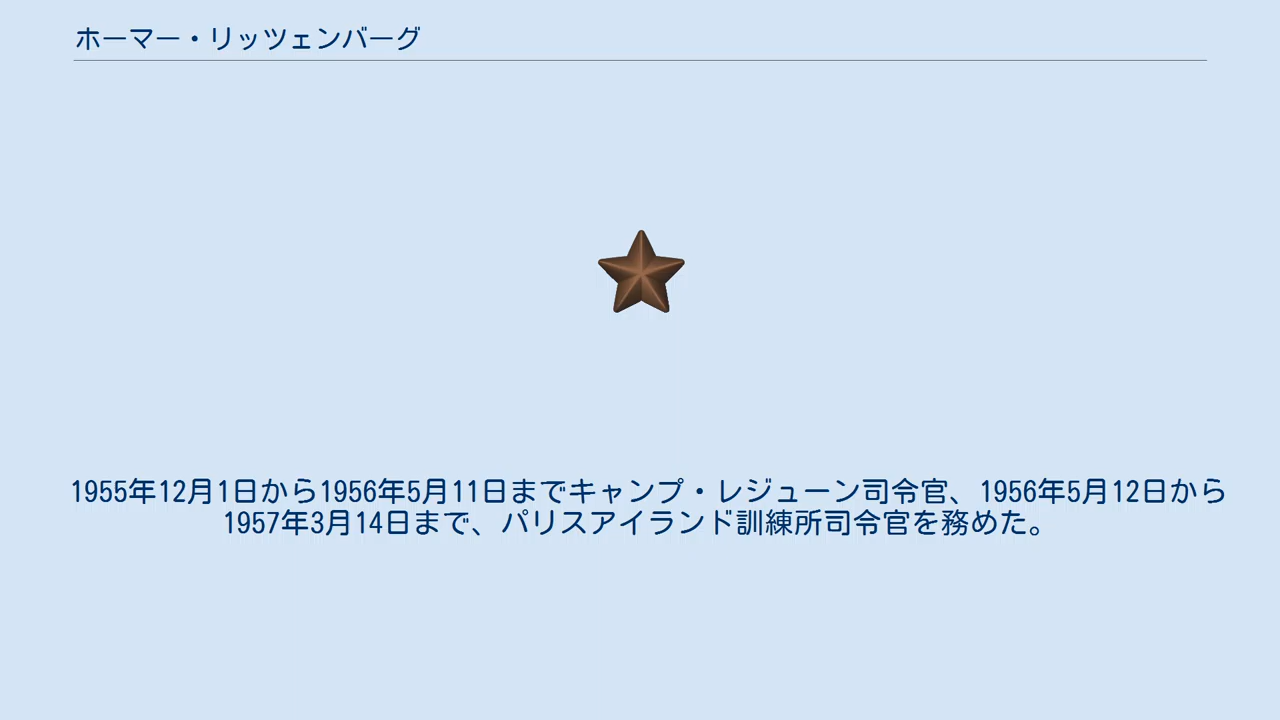 ホーマー・リッツェンバーグ
1955年12月1日から1956年5月11日までキャンプ・レジューン司令官、1956年5月12日から
1957年3月14日まで、パリスアイランド訓練所司令官を務めた。